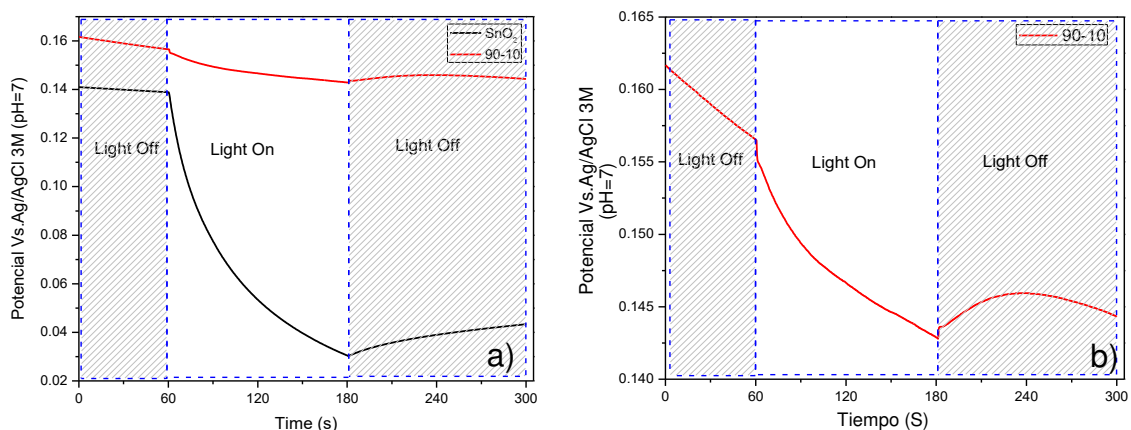 0.16
0.14
0.12
0.10
0.08
0.06
0.04
0.02
0
60
120
180
240
300
Potencial Vs.Ag/AgCl 3M (pH=7)
Time (s)
SnO₂
90-10
Light Off
Light On
Light Off
a)
0.165
0.160
0.155
0.150
0.145
0.140
0
60
120
180
240
300
Potencial Vs.Ag/AgCl 3M
(pH=7)
Tiempo (S)
90-10
Light Off
Light On
Light Off
b)